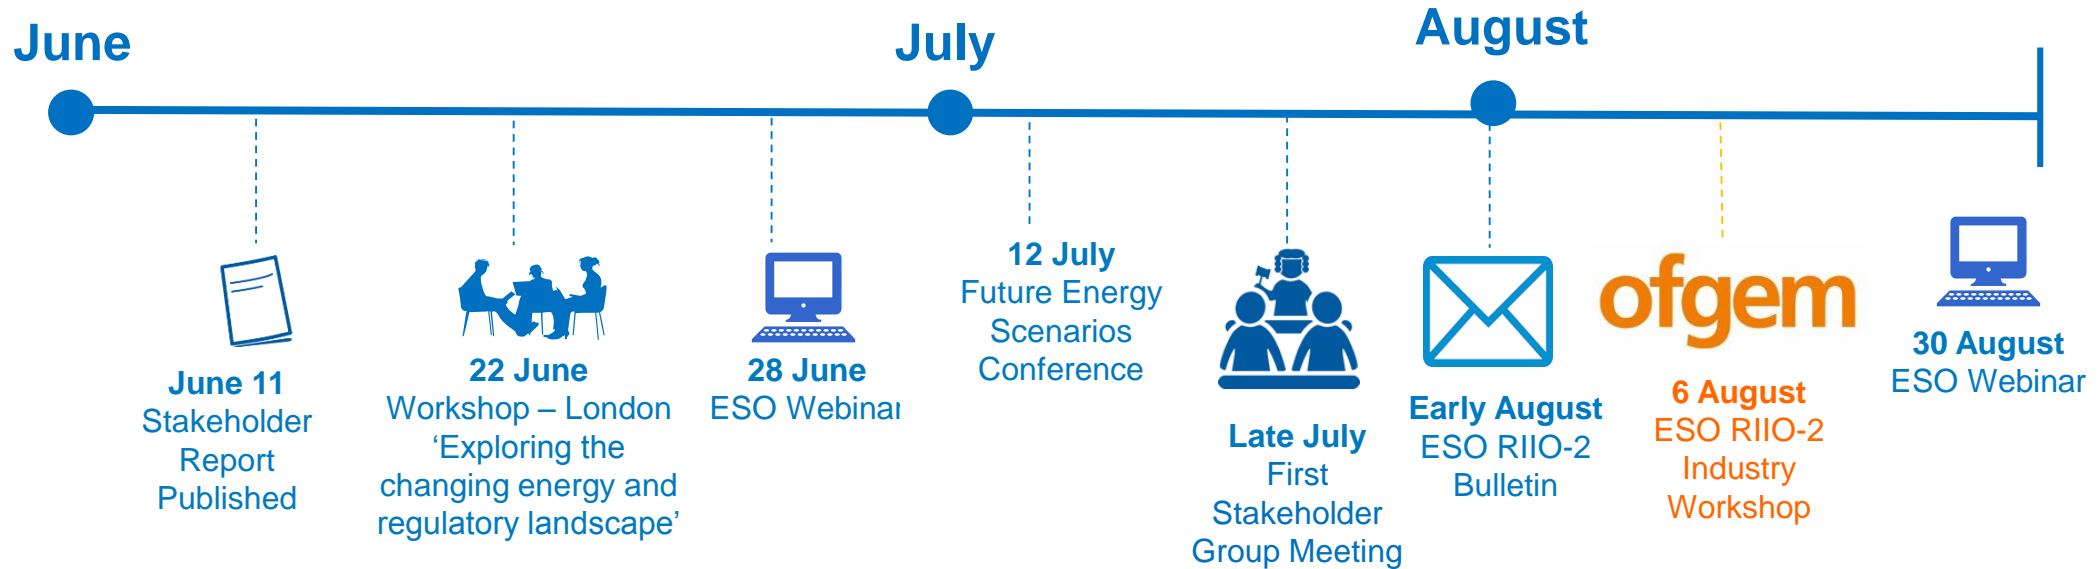 June
July
August
June 11
Stakeholder
Report
Published
22 June
Workshop – London
‘Exploring the
changing energy and
regulatory landscape’
28 June
ESO Webinar
12 July
Future Energy
Scenarios
Conference
Late July
First
Stakeholder
Group Meeting
Early August
ESO RIIO-2
Bulletin
ofgem
6 August
ESO RIIO-2
Industry
Workshop
30 August
ESO Webinar